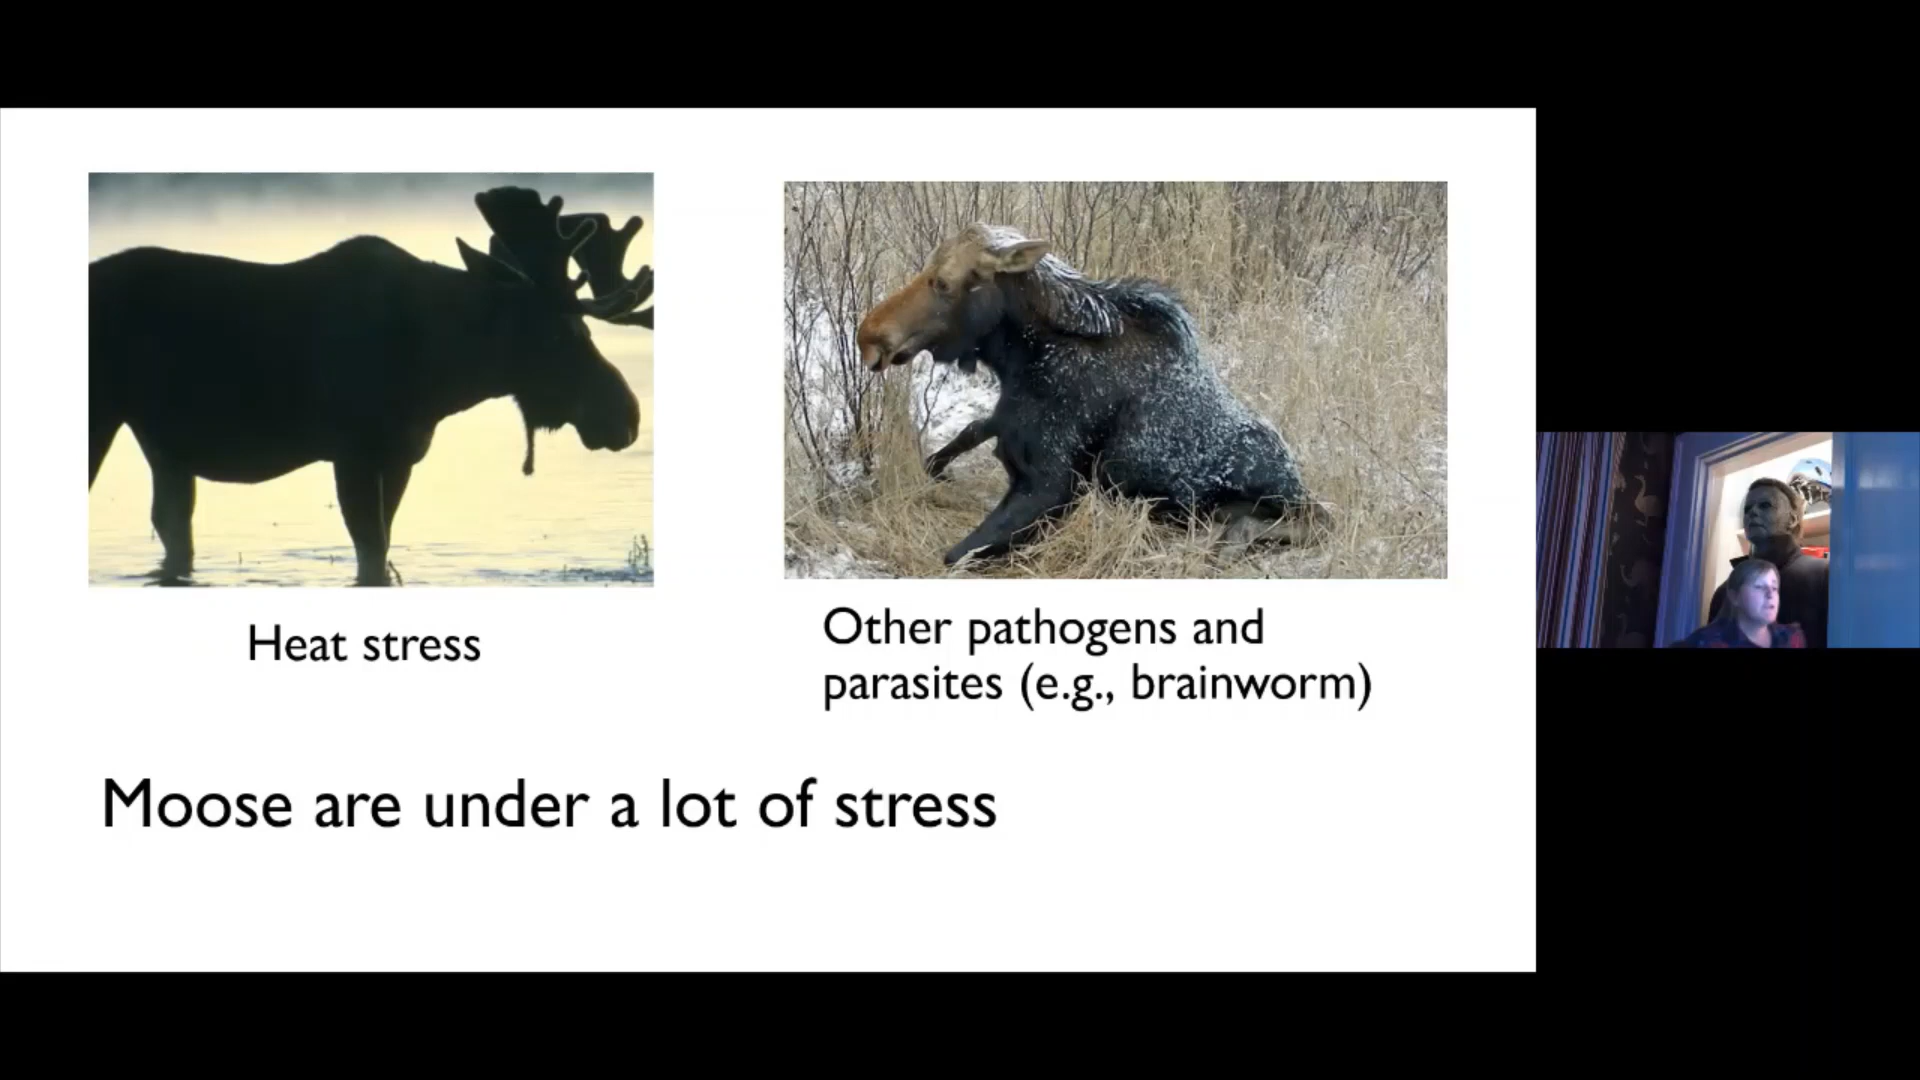 Heat stress
Other pathogens and
parasites (e.g., brainworm)
Moose are under a lot of stress